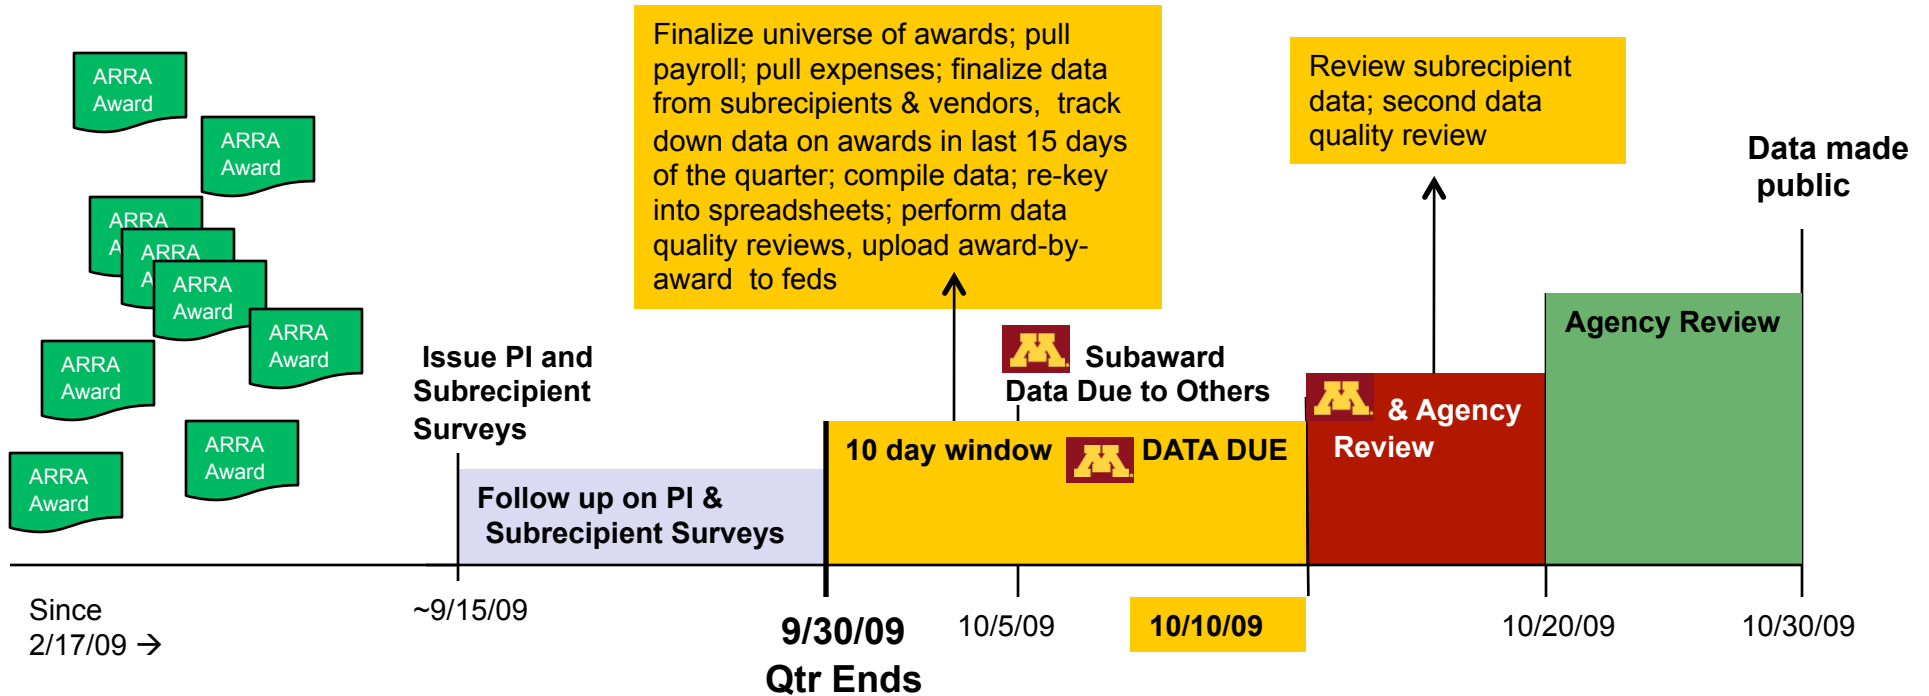 ARRA
Award
ARRA
Award
ARRA
A
ARRA
A
ARRA
Award
ARRA
Award
ARRA
Award
ARRA
Award
ARRA
Award
Since
2/17/09 →
Issue PI and
Subrecipient
Surveys
~9/15/09
Follow up on PI &
Subrecipient Surveys
Finalize universe of awards; pull
payroll; pull expenses; finalize data
from subrecipients & vendors, track
down data on awards in last 15 days
of the quarter; compile data; re-key
into spreadsheets; perform data
quality reviews, upload award-by-
award to feds
M Subaward
Data Due to Others
10 day window M DATA DUE
9/30/09
Qtr Ends
10/5/09
10/10/09
Review subrecipient
data; second data
quality review
M & Agency
Review
10/20/09
Agency Review
Data made
public
10/30/09